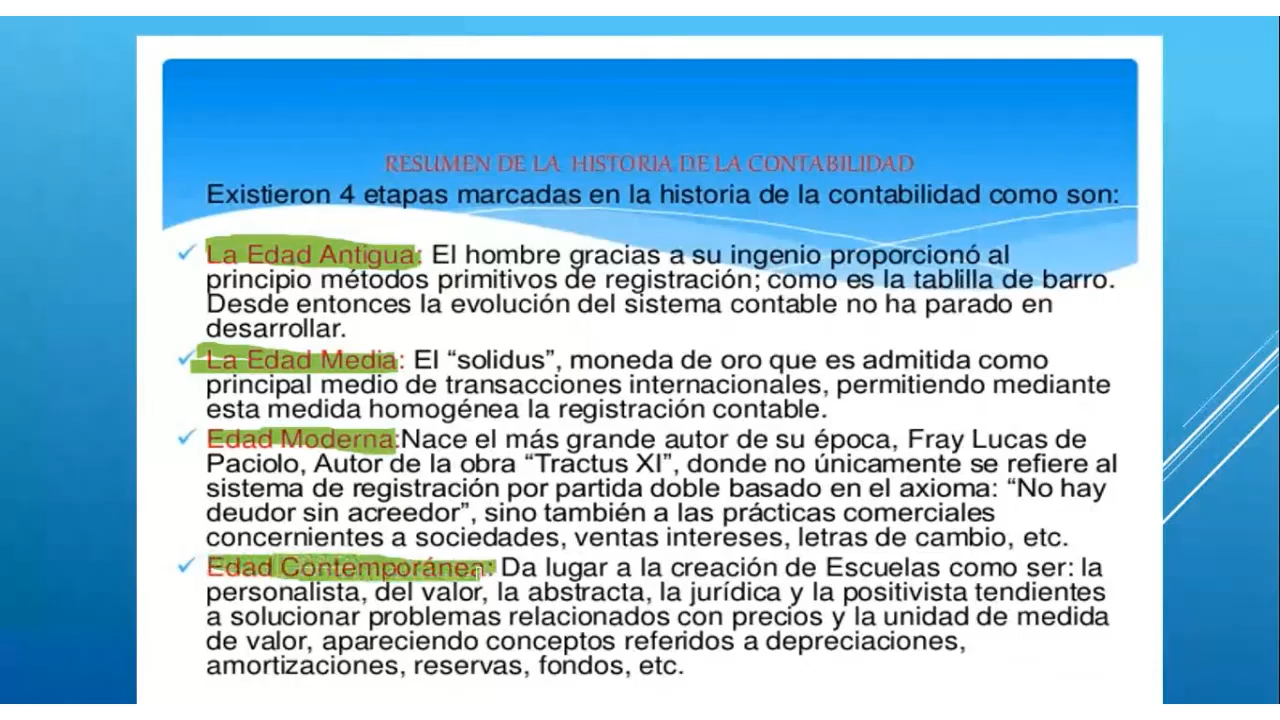 RESUMEN DE LA HISTORIA DE LA CONTABILIDAD
Existieron 4 etapas marcadas en la historia de la contabilidad como son:
La Edad Antigua: El hombre gracias a su ingenio proporcionó al
principio métodos primitivos de registración; como es la tablilla de barro.
Desde entonces la evolución del sistema contable no ha parado en
desarrollar.
La Edad Media: El “solidus”, moneda de oro que es admitida como
principal medio de transacciones internacionales, permitiendo mediante
esta medida homogénea la registración contable.
Edad Moderna:Nace el más grande autor de su época, Fray Lucas de
Paciolo, Autor de la obra “Tractus XI”, donde no únicamente se refiere al
sistema de registración por partida doble basado en el axioma: “No hay
deudor sin acreedor”, sino también a las prácticas comerciales
concernientes a sociedades, ventas intereses, letras de cambio, etc.
Edad Contemporánea: Da lugar a la creación de Escuelas como ser: la
personalista, del valor, la abstracta, la jurídica y la positivista tendientes
a solucionar problemas relacionados con precios y la unidad de medida
de valor, apareciendo conceptos referidos a depreciaciones,
amortizaciones, reservas, fondos, etc.